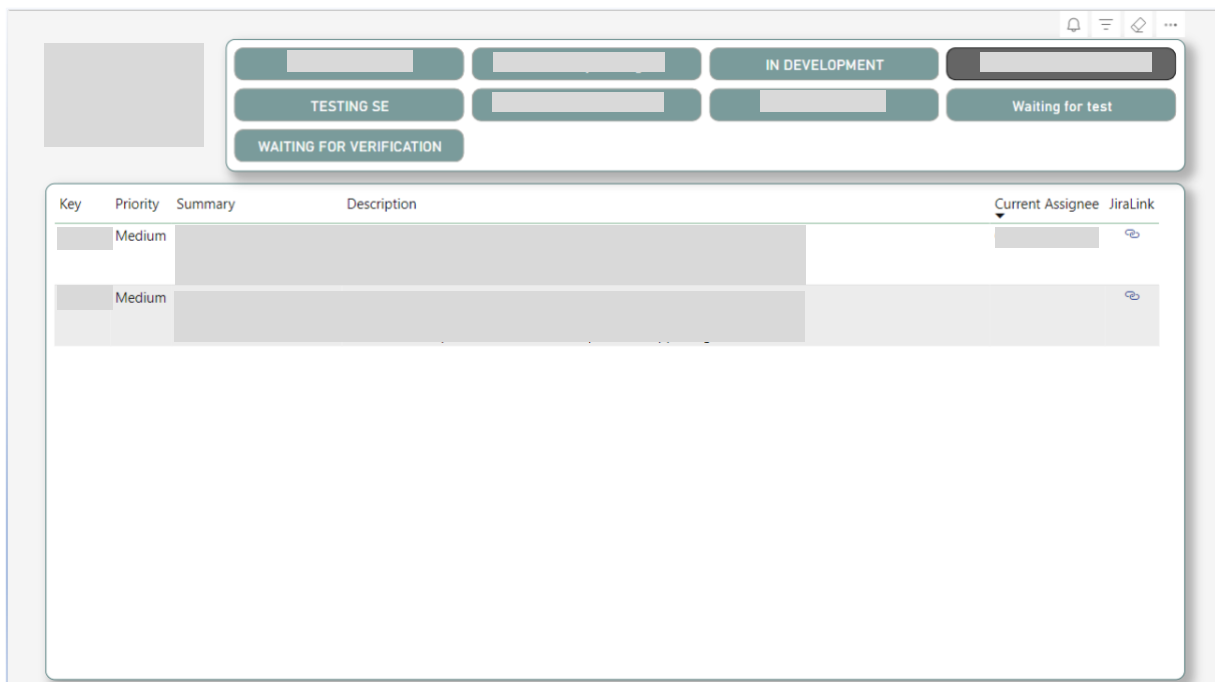 IN DEVELOPMENT
TESTING SE
Waiting for test
WAITING FOR VERIFICATION
Key Priority Summary Description Current Assignee JiraLink
Medium
Medium